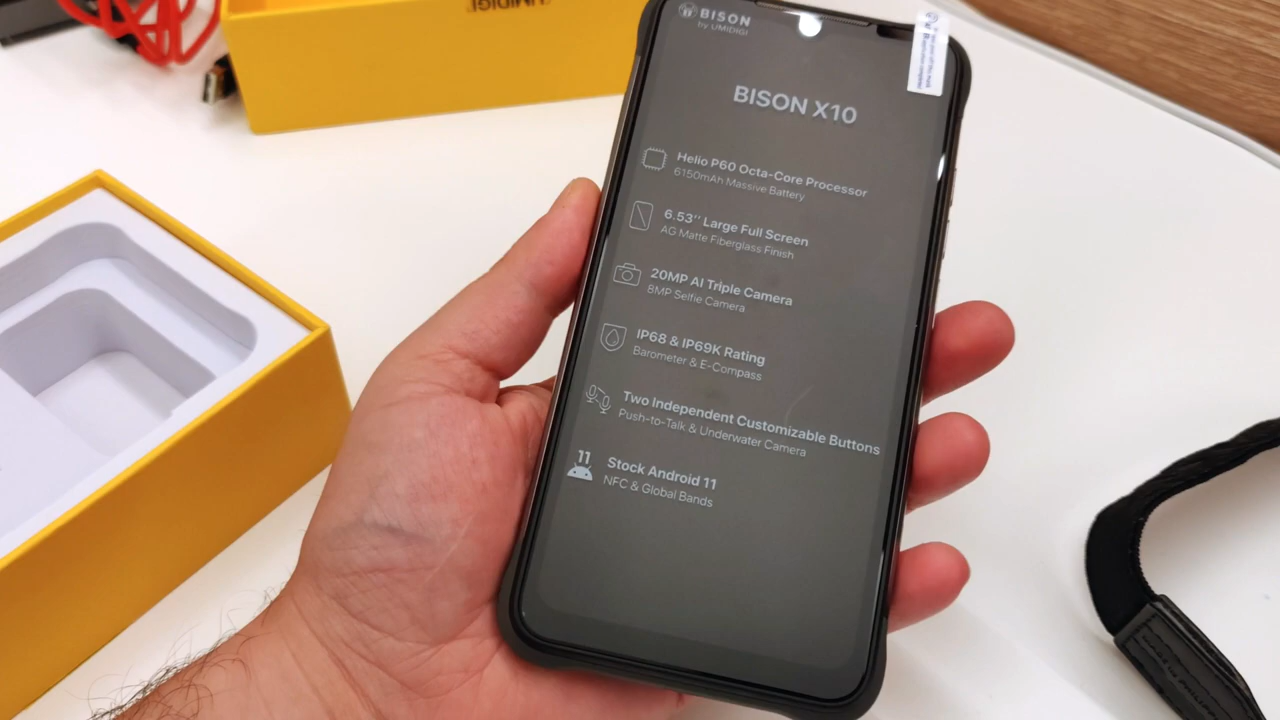 UMIDIGI
BISON
by UMIDIGI
BISON X10
Helio P60 Octa-Core Processor
6150mAh Massive Battery
6.53’’ Large Full Screen
AG Matte Fiberglass Finish
20MP AI Triple Camera
8MP Selfie Camera
IP68 & IP69K Rating
Barometer & E-Compass
Two Independent Customizable Buttons
Push-to-Talk & Underwater Camera
11
Stock Android 11
NFC & Global Bands